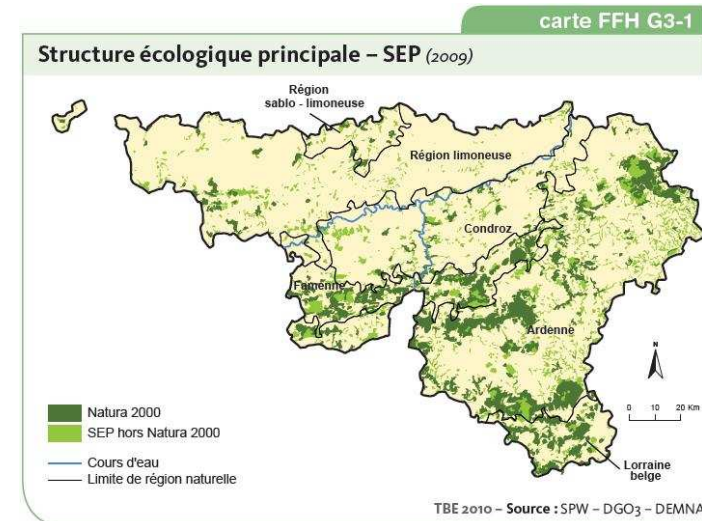 carte FFH G3-1
Structure écologique principale – SEP (2009)
Région
sablo - limoneuse
Région limoneuse
Condroz
Famenne
Ardenne
N
0 10 20 Km
Natura 2000
SEP hors Natura 2000
Cours d'eau
Limite de région naturelle
Lorraine
belge
TBE 2010 – Source : SPW – DGO3 – DEMNA